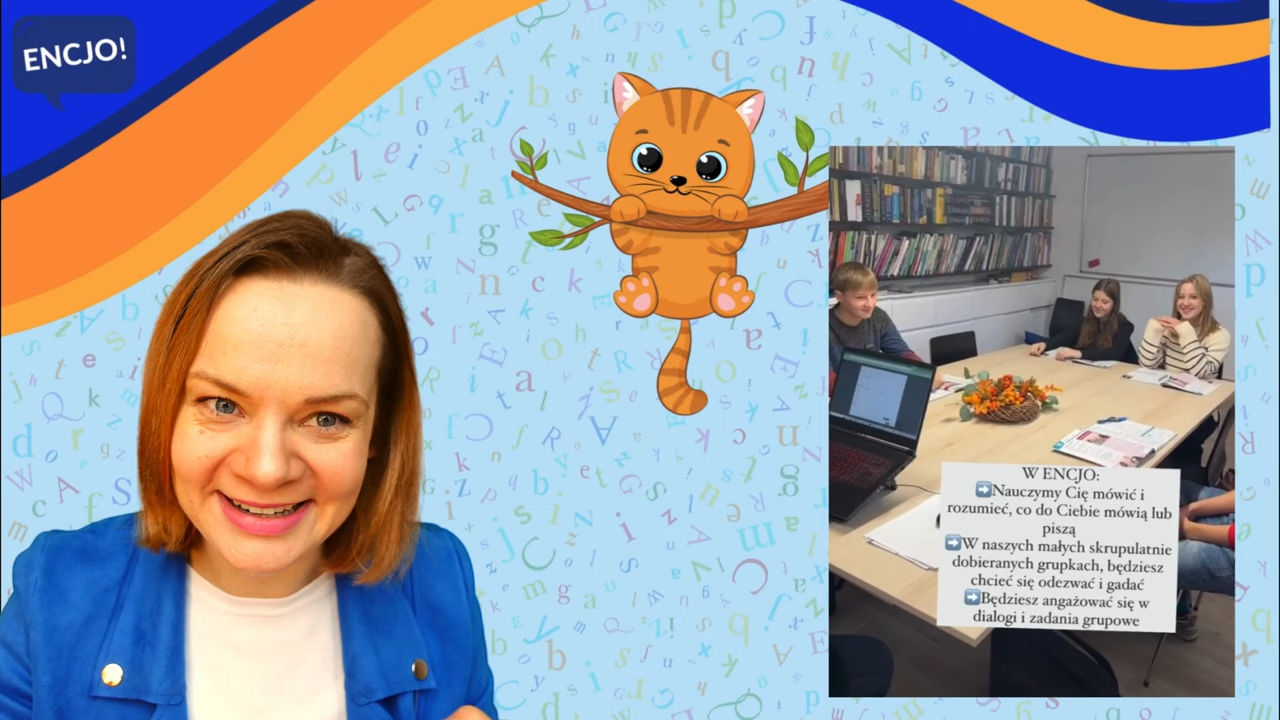 ENCJO!
W ENCJO:
➡️Nauczymy Cię mówić i
rozumieć, co do Ciebie mówią lub
piszą
➡️W naszych małych skrupulatnie
dobieranych grupkach, będziesz
chcieć się odezwać i gadać
➡️Będziesz angażować się w
dialogi i zadania grupowe